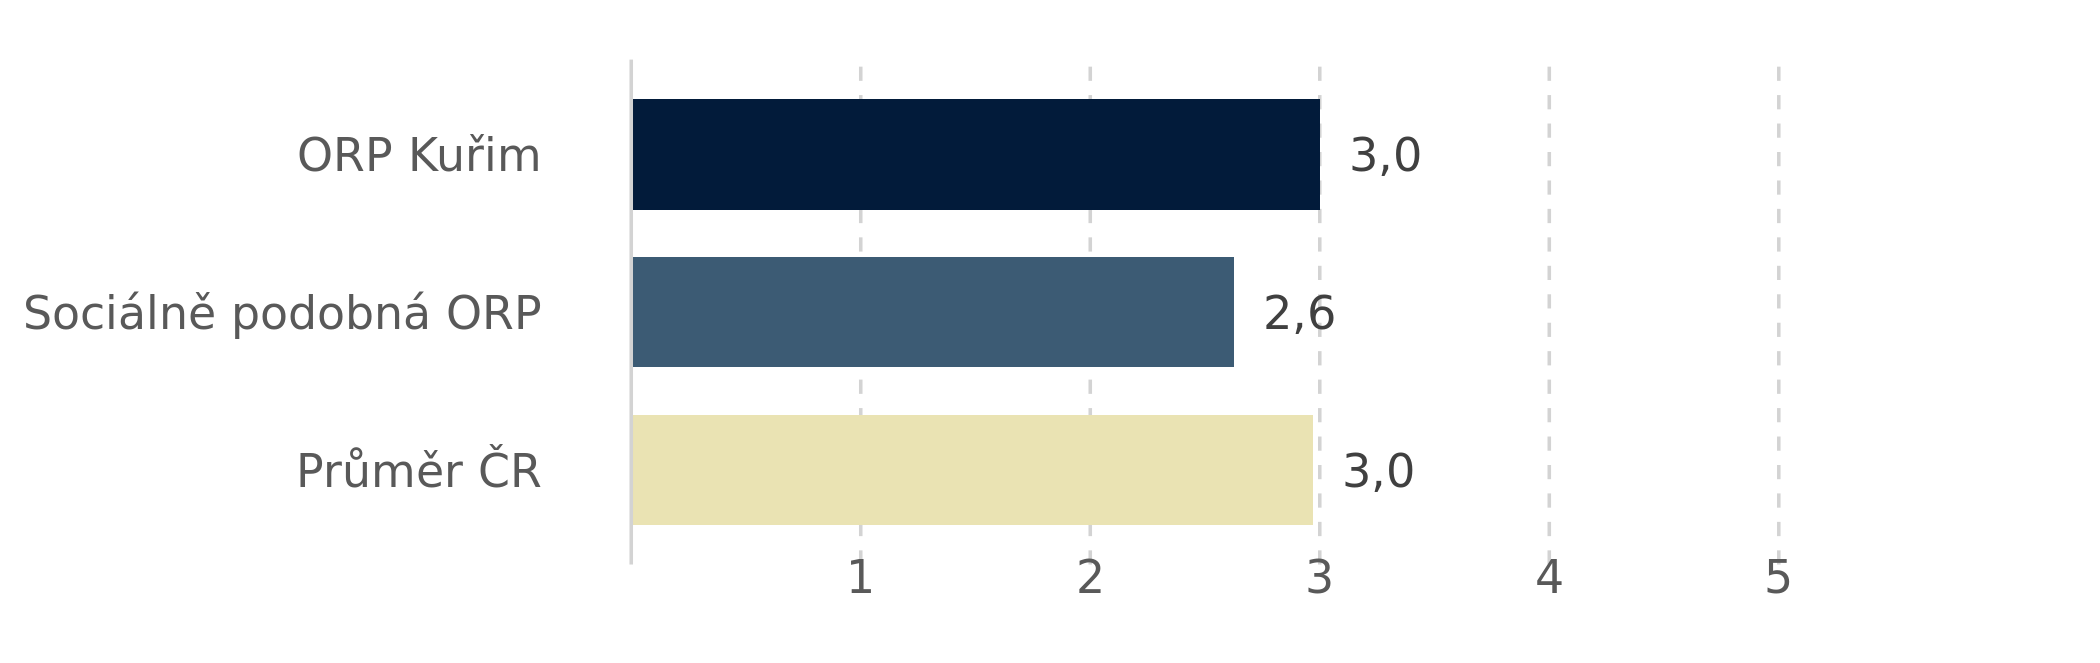 ORP Kuřim 3,0
Sociálně podobná ORP 2,6
Průměr ČR 3,0
1 2 3 4 5